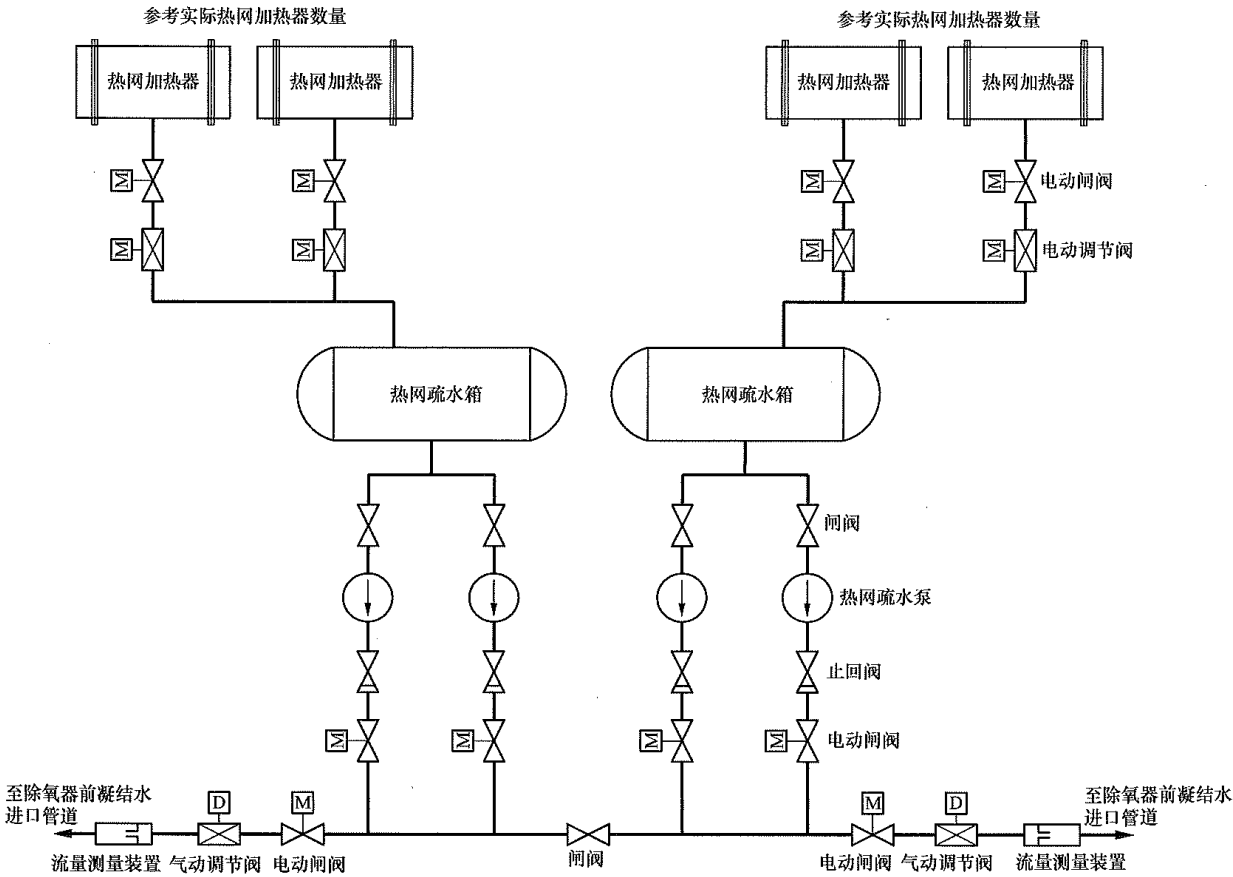 参考实际热网加热器数量
参考实际热网加热器数量
热网加热器
热网加热器
热网加热器
热网加热器
M
M
M
M
电动闸阀
M
M
M
M
电动调节阀
热网疏水箱
热网疏水箱
闸阀
热网疏水泵
止回阀
M
M
M
M
电动闸阀
至除氧器前凝结水
进口管道
D
M
M
D
至除氧器前凝结水
进口管道
流量测量装置
气动调节阀
电动闸阀
闸阀
电动闸阀
气动调节阀
流量测量装置